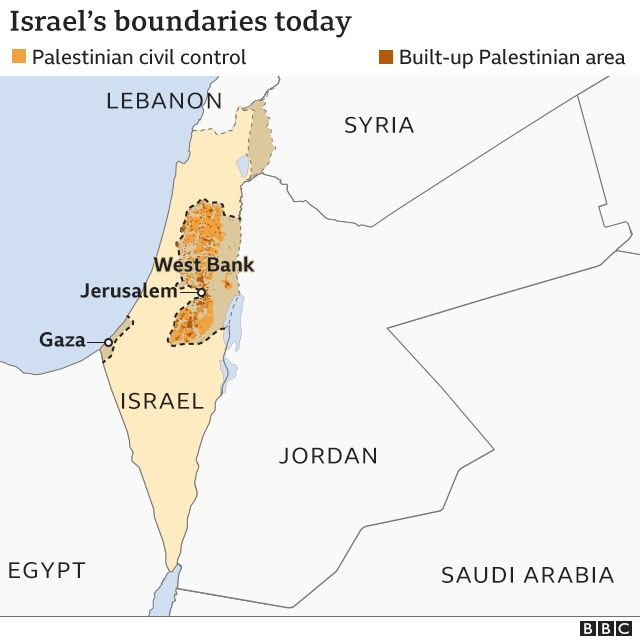 Israel’s boundaries today
Palestinian civil control
Built-up Palestinian area
LEBANON
SYRIA
West Bank
Jerusalem
Gaza
ISRAEL
JORDAN
EGYPT
SAUDI ARABIA
BBC